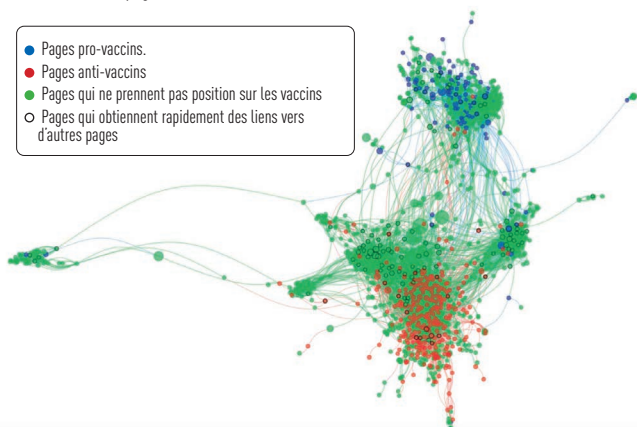 Pages pro-vaccins.
Pages anti-vaccins
Pages qui ne prennent pas position sur les vaccins
Pages qui obtiennent rapidement des liens vers
d'autres pages